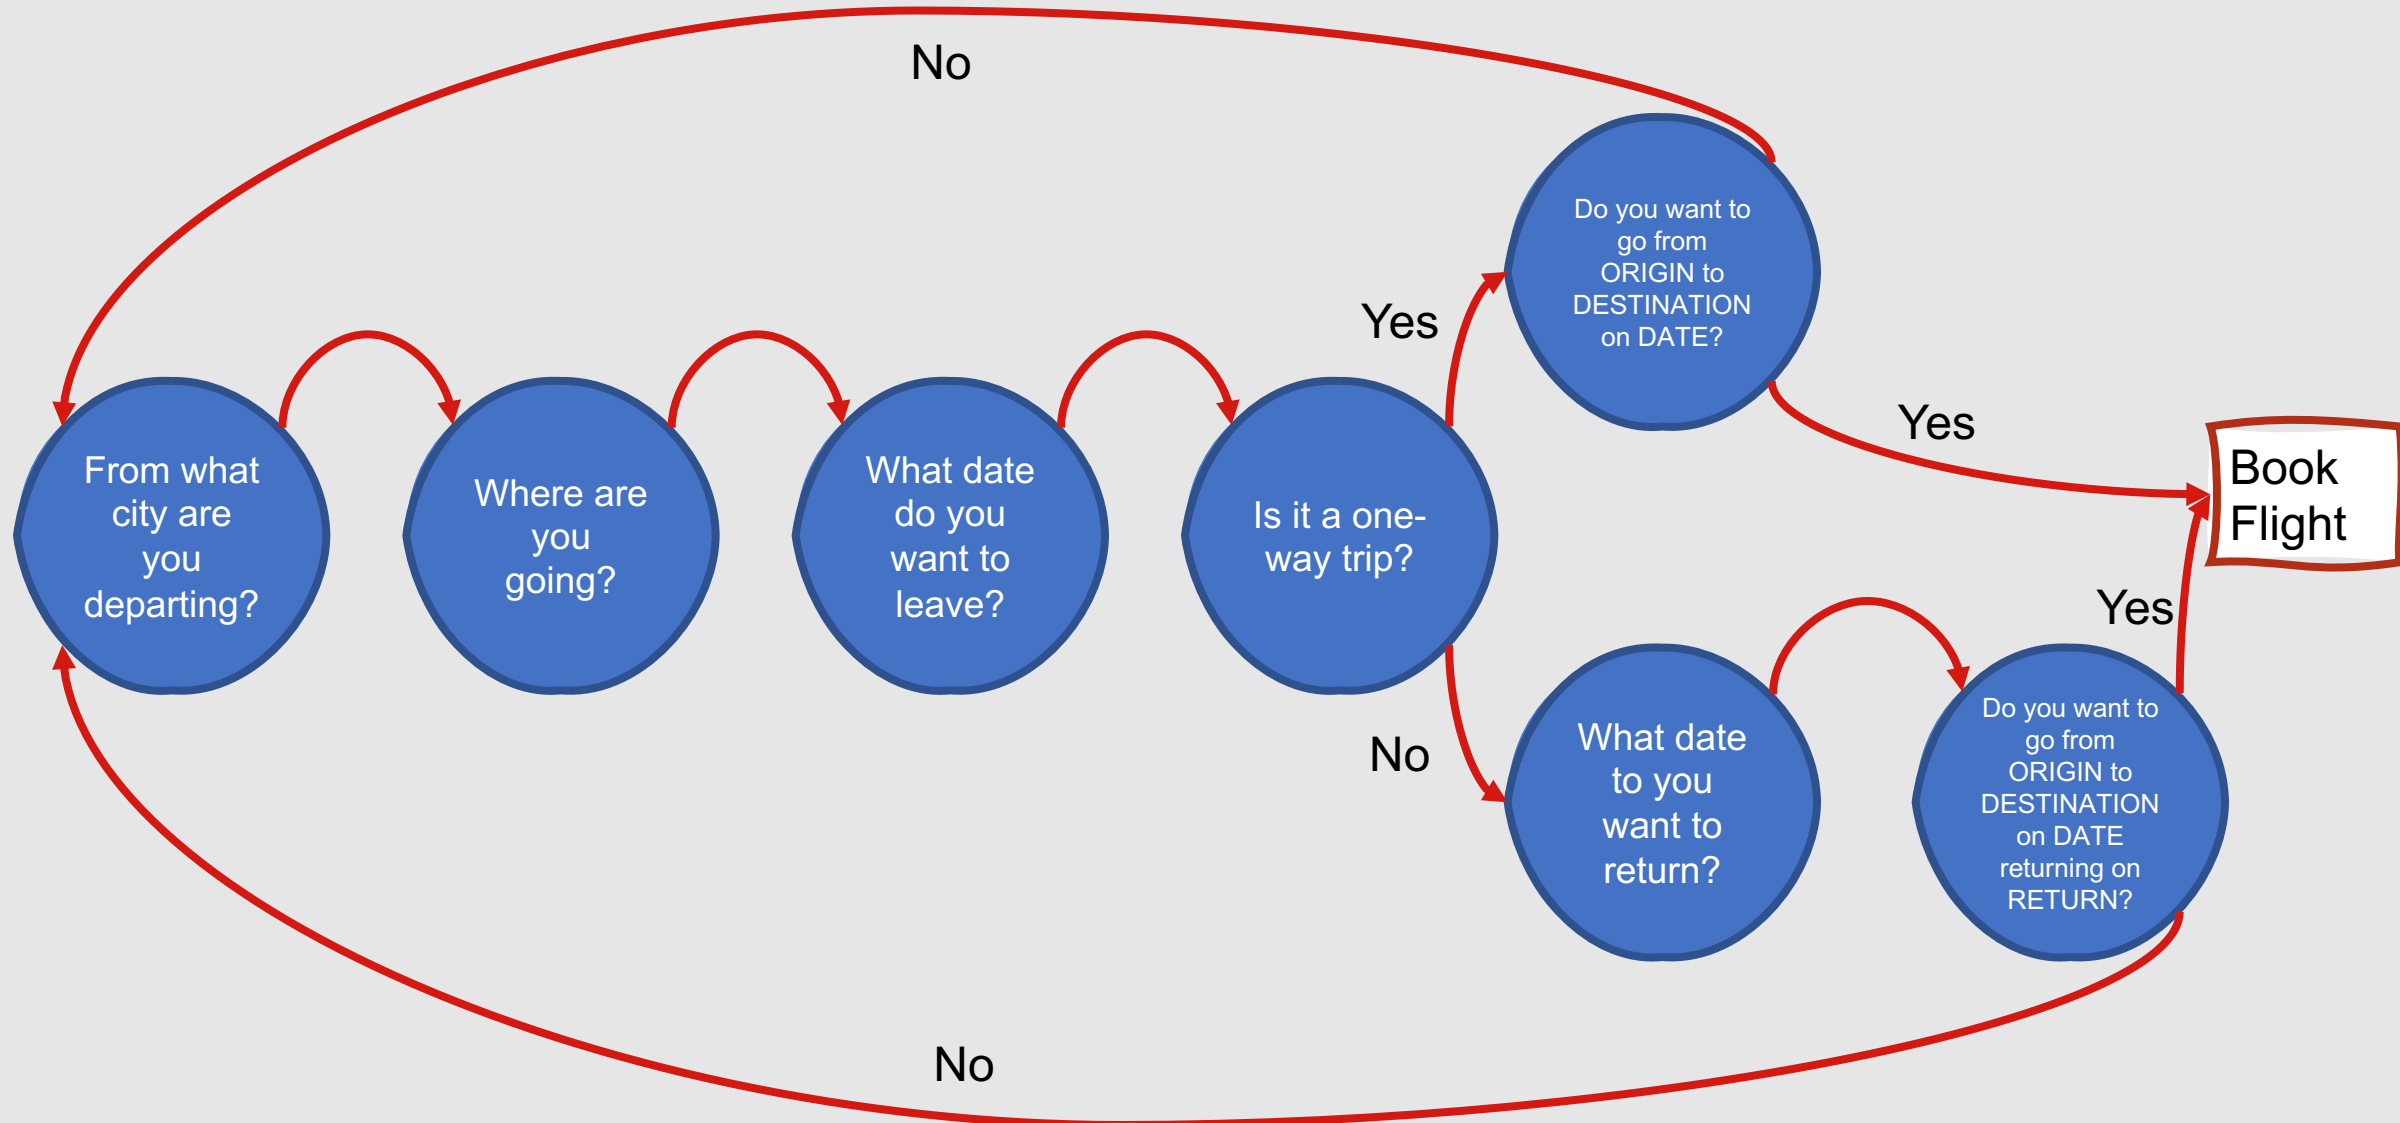 No
From what
city are
you
departing?
Where are
you
going?
What date
do you
want to
leave?
Is it a one-
way trip?
Yes
Do you want to
go from
ORIGIN to
DESTINATION
on DATE?
Yes
Book
Flight
No
What date
to you
want to
return?
Do you want to
go from
ORIGIN to
DESTINATION
on DATE
returning on
RETURN?
Yes
No